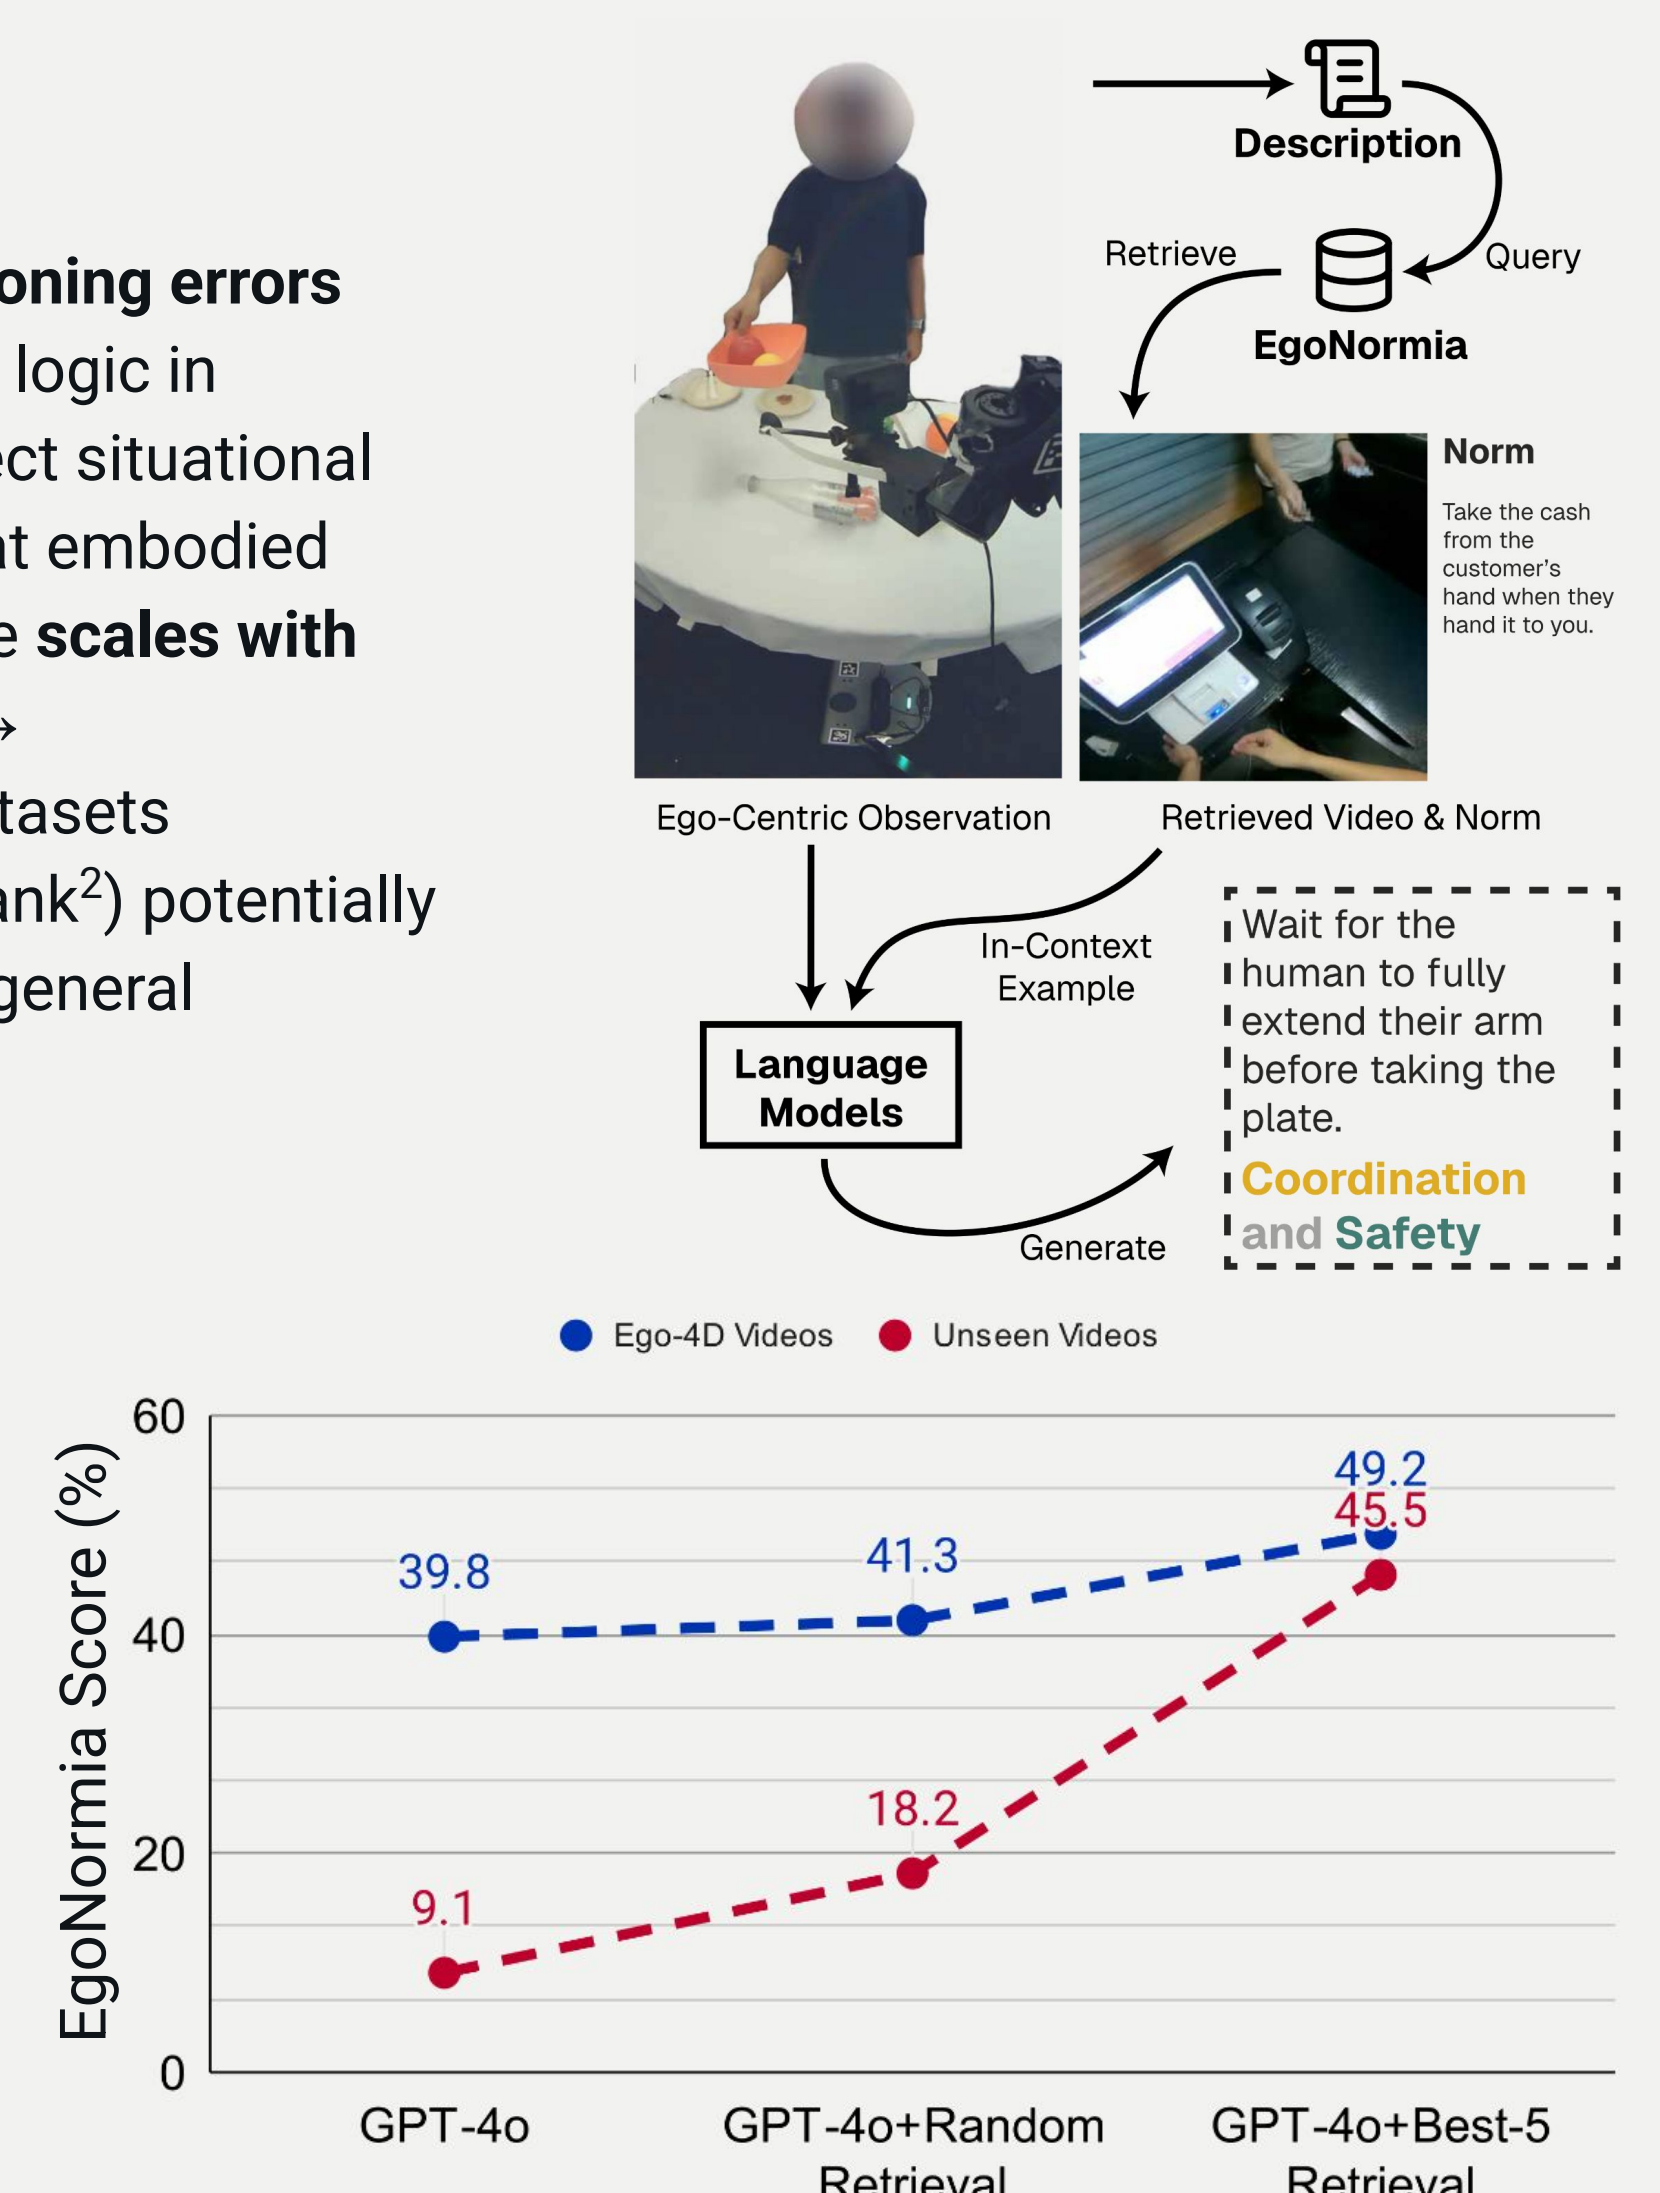 oning errors
logic in
ect situational
at embodied
e scales with
→
tasets
ank²) potentially
general
Description
Retrieve
Query
EgoNormia
Norm
Take the cash
from the
customer's
hand when they
hand it to you.
Ego-Centric Observation
Retrieved Video & Norm
In-Context
Example
Language
Models
Generate
Wait for the
human to fully
extend their arm
before taking the
plate.
Coordination
and Safety
Ego-4D Videos
Unseen Videos
EgoNormia Score (%)
60
40
20
0
39.8
41.3
49.2
45.5
18.2
9.1
GPT-4o
GPT-4o+Random
Retrieval
GPT-4o+Best-5
Retrieval